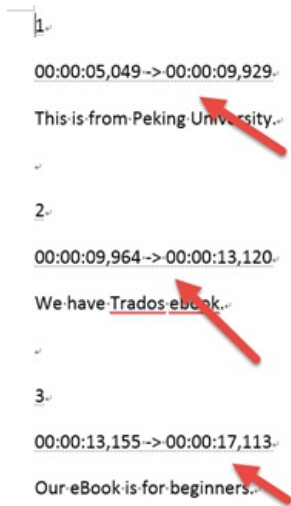 1
00:00:05,049 -> 00:00:09,929
This is from Peking University.
2
00:00:09,964 -> 00:00:13,120
We have Trados ebook.
3
00:00:13,155 -> 00:00:17,113
Our eBook is for beginners.